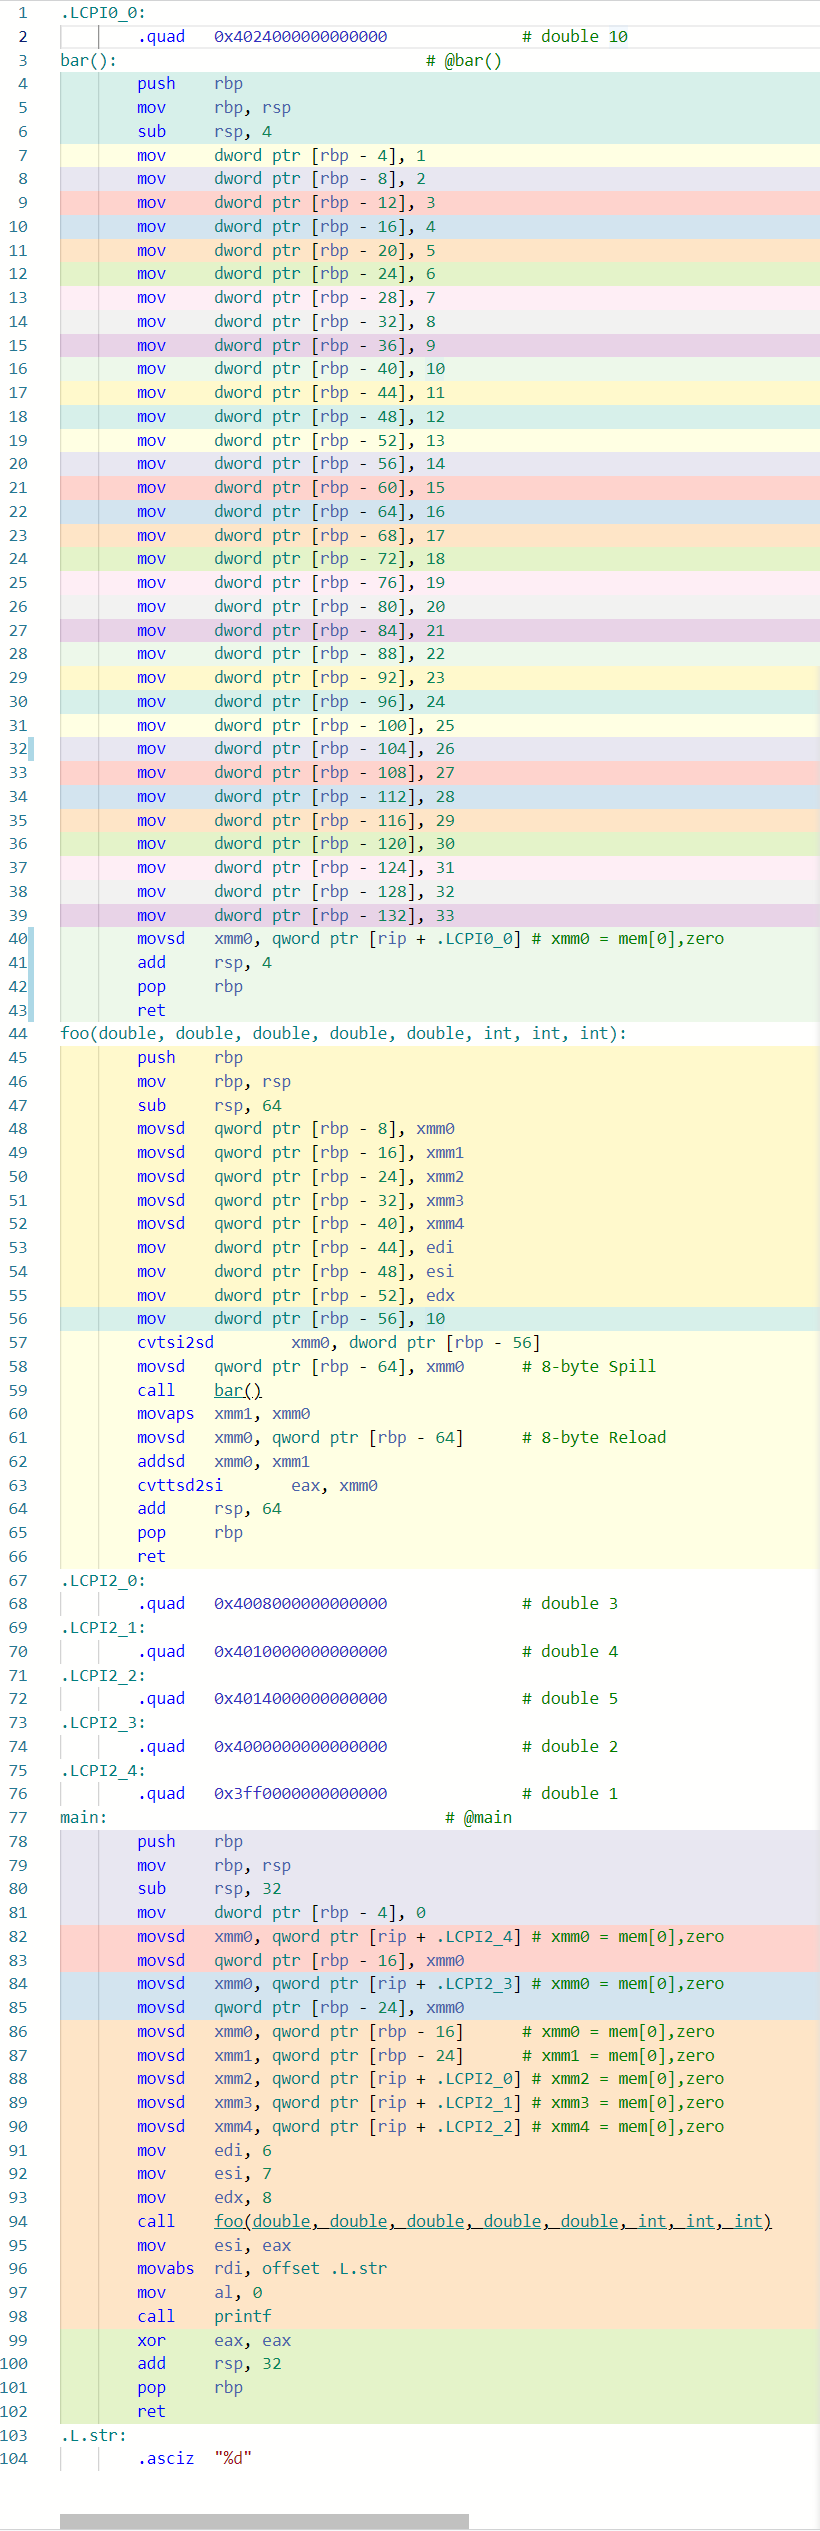 1 .LCPI0_0:
2 .quad 0x4024000000000000 # double 10
3 bar(): # @bar()
4 push rbp
5 mov rbp, rsp
6 sub rsp, 4
7 mov dword ptr [rbp - 4], 1
8 mov dword ptr [rbp - 8], 2
9 mov dword ptr [rbp - 12], 3
10 mov dword ptr [rbp - 16], 4
11 mov dword ptr [rbp - 20], 5
12 mov dword ptr [rbp - 24], 6
13 mov dword ptr [rbp - 28], 7
14 mov dword ptr [rbp - 32], 8
15 mov dword ptr [rbp - 36], 9
16 mov dword ptr [rbp - 40], 10
17 mov dword ptr [rbp - 44], 11
18 mov dword ptr [rbp - 48], 12
19 mov dword ptr [rbp - 52], 13
20 mov dword ptr [rbp - 56], 14
21 mov dword ptr [rbp - 60], 15
22 mov dword ptr [rbp - 64], 16
23 mov dword ptr [rbp - 68], 17
24 mov dword ptr [rbp - 72], 18
25 mov dword ptr [rbp - 76], 19
26 mov dword ptr [rbp - 80], 20
27 mov dword ptr [rbp - 84], 21
28 mov dword ptr [rbp - 88], 22
29 mov dword ptr [rbp - 92], 23
30 mov dword ptr [rbp - 96], 24
31 mov dword ptr [rbp - 100], 25
32 mov dword ptr [rbp - 104], 26
33 mov dword ptr [rbp - 108], 27
34 mov dword ptr [rbp - 112], 28
35 mov dword ptr [rbp - 116], 29
36 mov dword ptr [rbp - 120], 30
37 mov dword ptr [rbp - 124], 31
38 mov dword ptr [rbp - 128], 32
39 mov dword ptr [rbp - 132], 33
40 movsd xmm0, qword ptr [rip + .LCPI0_0] # xmm0 = mem[0],zero
41 add rsp, 4
42 pop rbp
43 ret
44 foo(double, double, double, double, double, int, int, int):
45 push rbp
46 mov rbp, rsp
47 sub rsp, 64
48 movsd qword ptr [rbp - 8], xmm0
49 movsd qword ptr [rbp - 16], xmm1
50 movsd qword ptr [rbp - 24], xmm2
51 movsd qword ptr [rbp - 32], xmm3
52 movsd qword ptr [rbp - 40], xmm4
53 mov dword ptr [rbp - 44], edi
54 mov dword ptr [rbp - 48], esi
55 mov dword ptr [rbp - 52], edx
56 mov dword ptr [rbp - 56], 10
57 cvtsi2sd xmm0, dword ptr [rbp - 56]
58 movsd qword ptr [rbp - 64], xmm0 # 8-byte Spill
59 call bar()
60 movaps xmm1, xmm0
61 movsd xmm0, qword ptr [rbp - 64] # 8-byte Reload
62 addsd xmm0, xmm1
63 cvttsd2si eax, xmm0
64 add rsp, 64
65 pop rbp
66 ret
67 .LCPI2_0:
68 .quad 0x4008000000000000 # double 3
69 .LCPI2_1:
70 .quad 0x4010000000000000 # double 4
71 .LCPI2_2:
72 .quad 0x4014000000000000 # double 5
73 .LCPI2_3:
74 .quad 0x4000000000000000 # double 2
75 .LCPI2_4:
76 .quad 0x3ff0000000000000 # double 1
77 main: # @main
78 push rbp
79 mov rbp, rsp
80 sub rsp, 32
81 mov dword ptr [rbp - 4], 0
82 movsd xmm0, qword ptr [rip + .LCPI2_4] # xmm0 = mem[0],zero
83 movsd qword ptr [rbp - 16], xmm0
84 movsd xmm0, qword ptr [rip + .LCPI2_3] # xmm0 = mem[0],zero
85 movsd qword ptr [rbp - 24], xmm0
86 movsd xmm0, qword ptr [rbp - 16] # xmm0 = mem[0],zero
87 movsd xmm1, qword ptr [rbp - 24] # xmm1 = mem[0],zero
88 movsd xmm2, qword ptr [rip + .LCPI2_0] # xmm2 = mem[0],zero
89 movsd xmm3, qword ptr [rip + .LCPI2_1] # xmm3 = mem[0],zero
90 movsd xmm4, qword ptr [rip + .LCPI2_2] # xmm4 = mem[0],zero
91 mov edi, 6
92 mov esi, 7
93 mov edx, 8
94 call foo(double, double, double, double, double, int, int, int)
95 mov esi, eax
96 movabs rdi, offset .L.str
97 mov al, 0
98 call printf
99 xor eax, eax
100 add rsp, 32
101 pop rbp
102 ret
103 .L.str:
104 .asciz "%d"